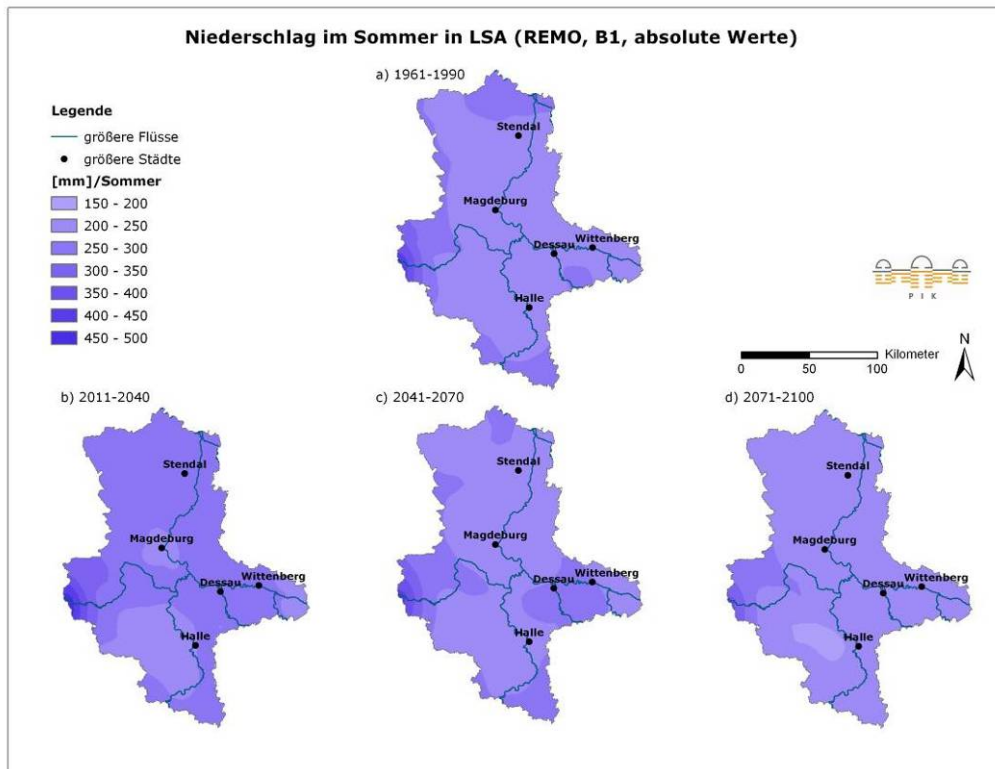 Niederschlag im Sommer in LSA (REMO, B1, absolute Werte)
a) 1961-1990
Legende
größere Flüsse
größere Städte
[mm]/Sommer
150 - 200
200 - 250
250 - 300
300 - 350
350 - 400
400 - 450
450 - 500
Stendal
Magdeburg
Dessau
Wittenberg
Halle
P I K
N
Kilometer
0 50 100
b) 2011-2040
Stendal
Magdeburg
Dessau
Wittenberg
Halle
c) 2041-2070
Stendal
Magdeburg
Dessau
Wittenberg
Halle
d) 2071-2100
Stendal
Magdeburg
Dessau
Wittenberg
Halle